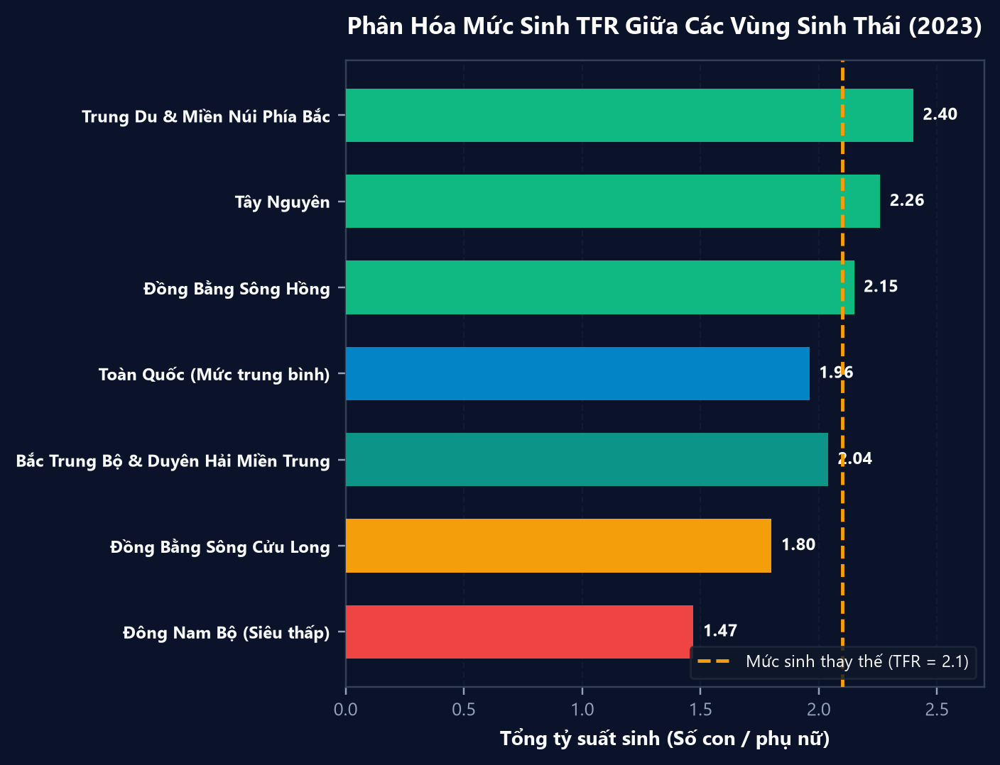 Phân Hóa Mức Sinh TFR Giữa Các Vùng Sinh Thái (2023)
Trung Du & Miền Núi Phía Bắc
2.40
Tây Nguyên
2.26
Đồng Bằng Sông Hồng
2.15
Toàn Quốc (Mức trung bình)
1.96
Bắc Trung Bộ & Duyên Hải Miền Trung
2.04
Đồng Bằng Sông Cửu Long
1.80
Đông Nam Bộ (Siêu thấp)
1.47
Mức sinh thay thế (TFR = 2.1)
0.0 0.5 1.0 1.5 2.0 2.5
Tổng tỷ suất sinh (Số con / phụ nữ)